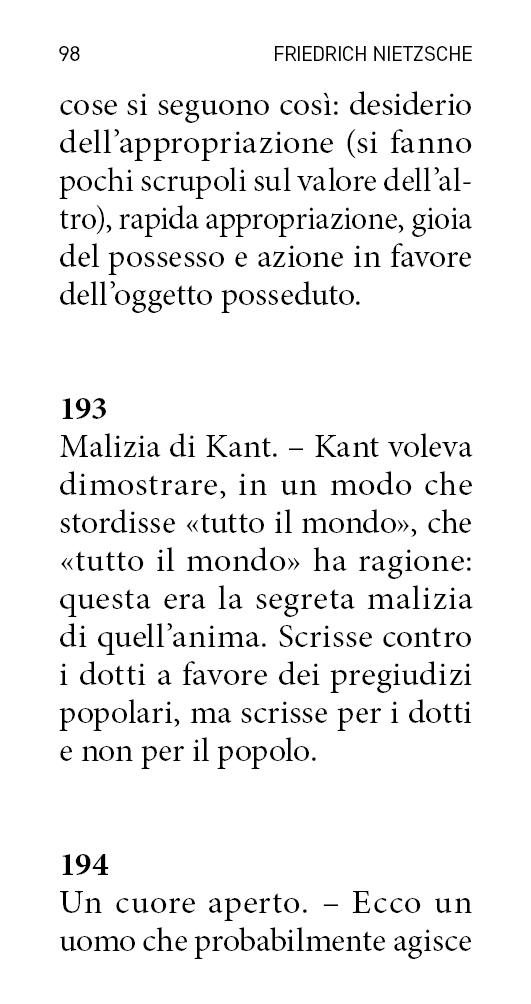 98 FRIEDRICH NIETZSCHE
cose si seguono così: desiderio
dell’appropriazione (si fanno
pochi scrupoli sul valore dell’al-
tro), rapida appropriazione, gioia
del possesso e azione in favore
dell’oggetto posseduto.
193
Malizia di Kant. – Kant voleva
dimostrare, in un modo che
stordisse «tutto il mondo», che
«tutto il mondo» ha ragione:
questa era la segreta malizia
di quell’anima. Scrisse contro
i dotti a favore dei pregiudizi
popolari, ma scrisse per i dotti
e non per il popolo.
194
Un cuore aperto. – Ecco un
uomo che probabilmente agisce